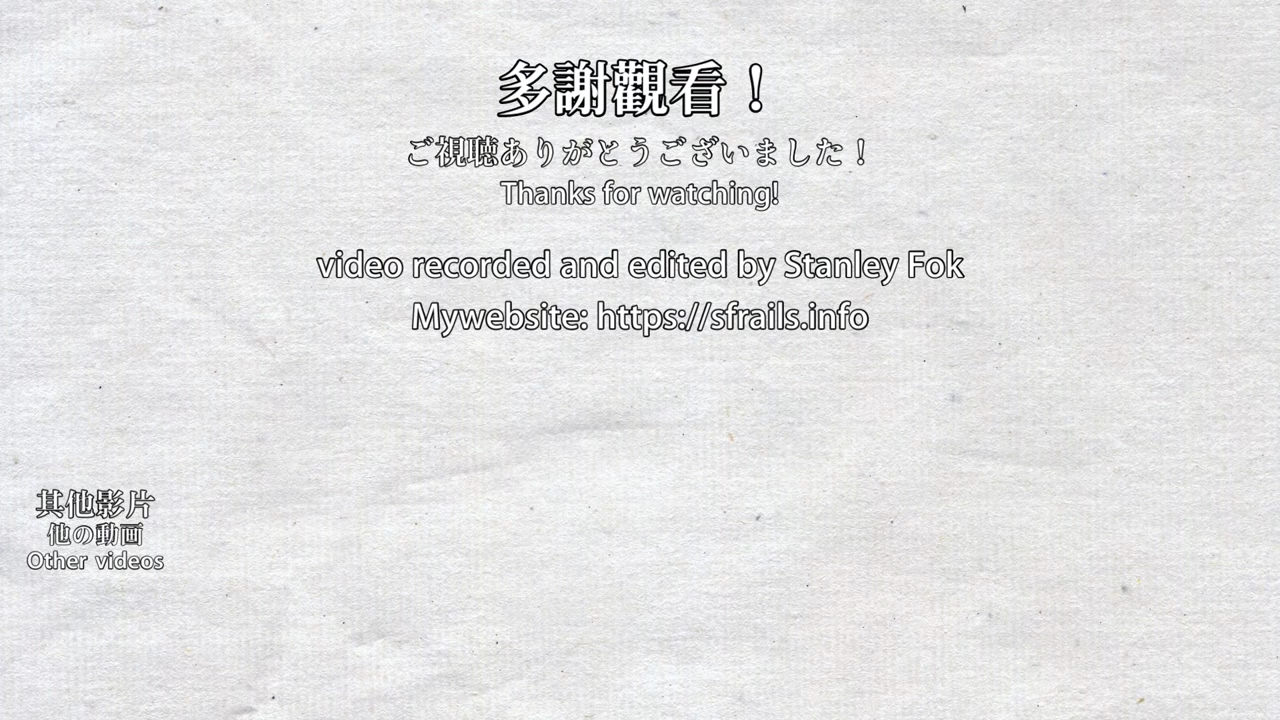 多謝觀看！
ご視聴ありがとうございました！
Thanks for watching!
video recorded and edited by Stanley Fok
Mywebsite: https://sfrails.info
其他影片
他の動画
Other videos